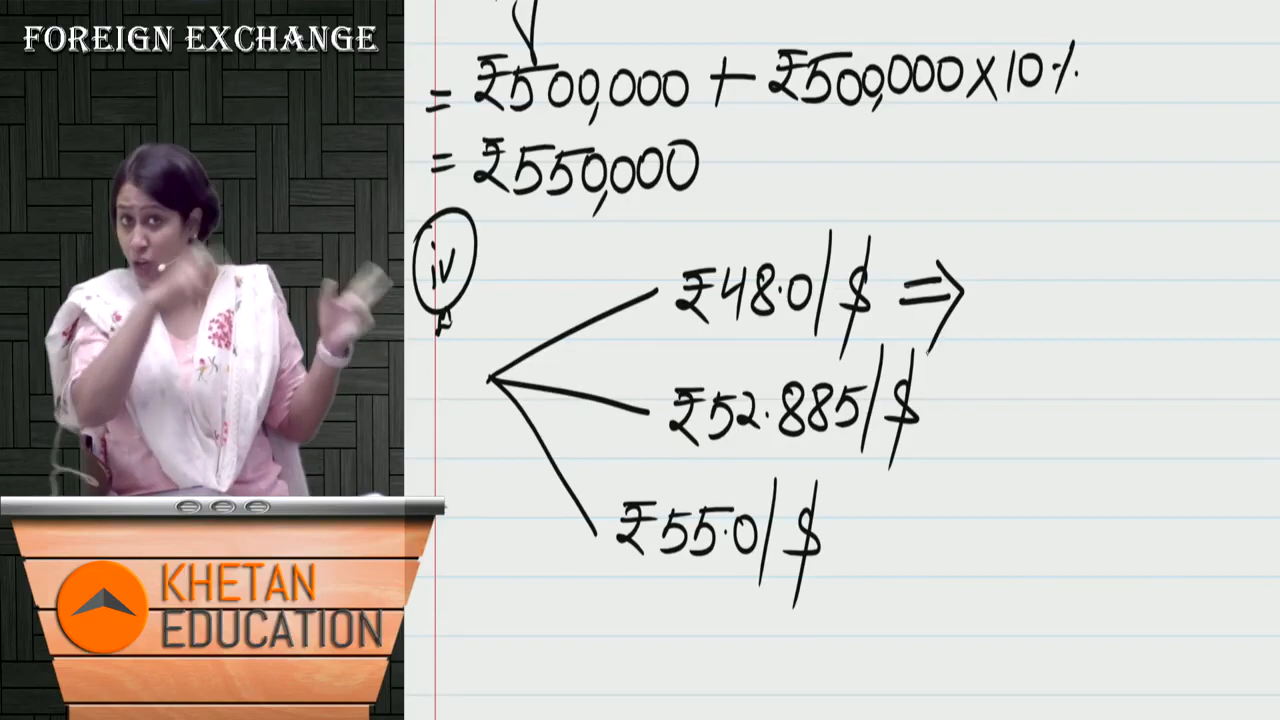 FOREIGN EXCHANGE
= ₹500,000 + ₹500,000 × 10%
= ₹550,000
iv
₹48.0/$ ⇒
₹52.885/$
₹55.0/$
KHETAN
EDUCATION